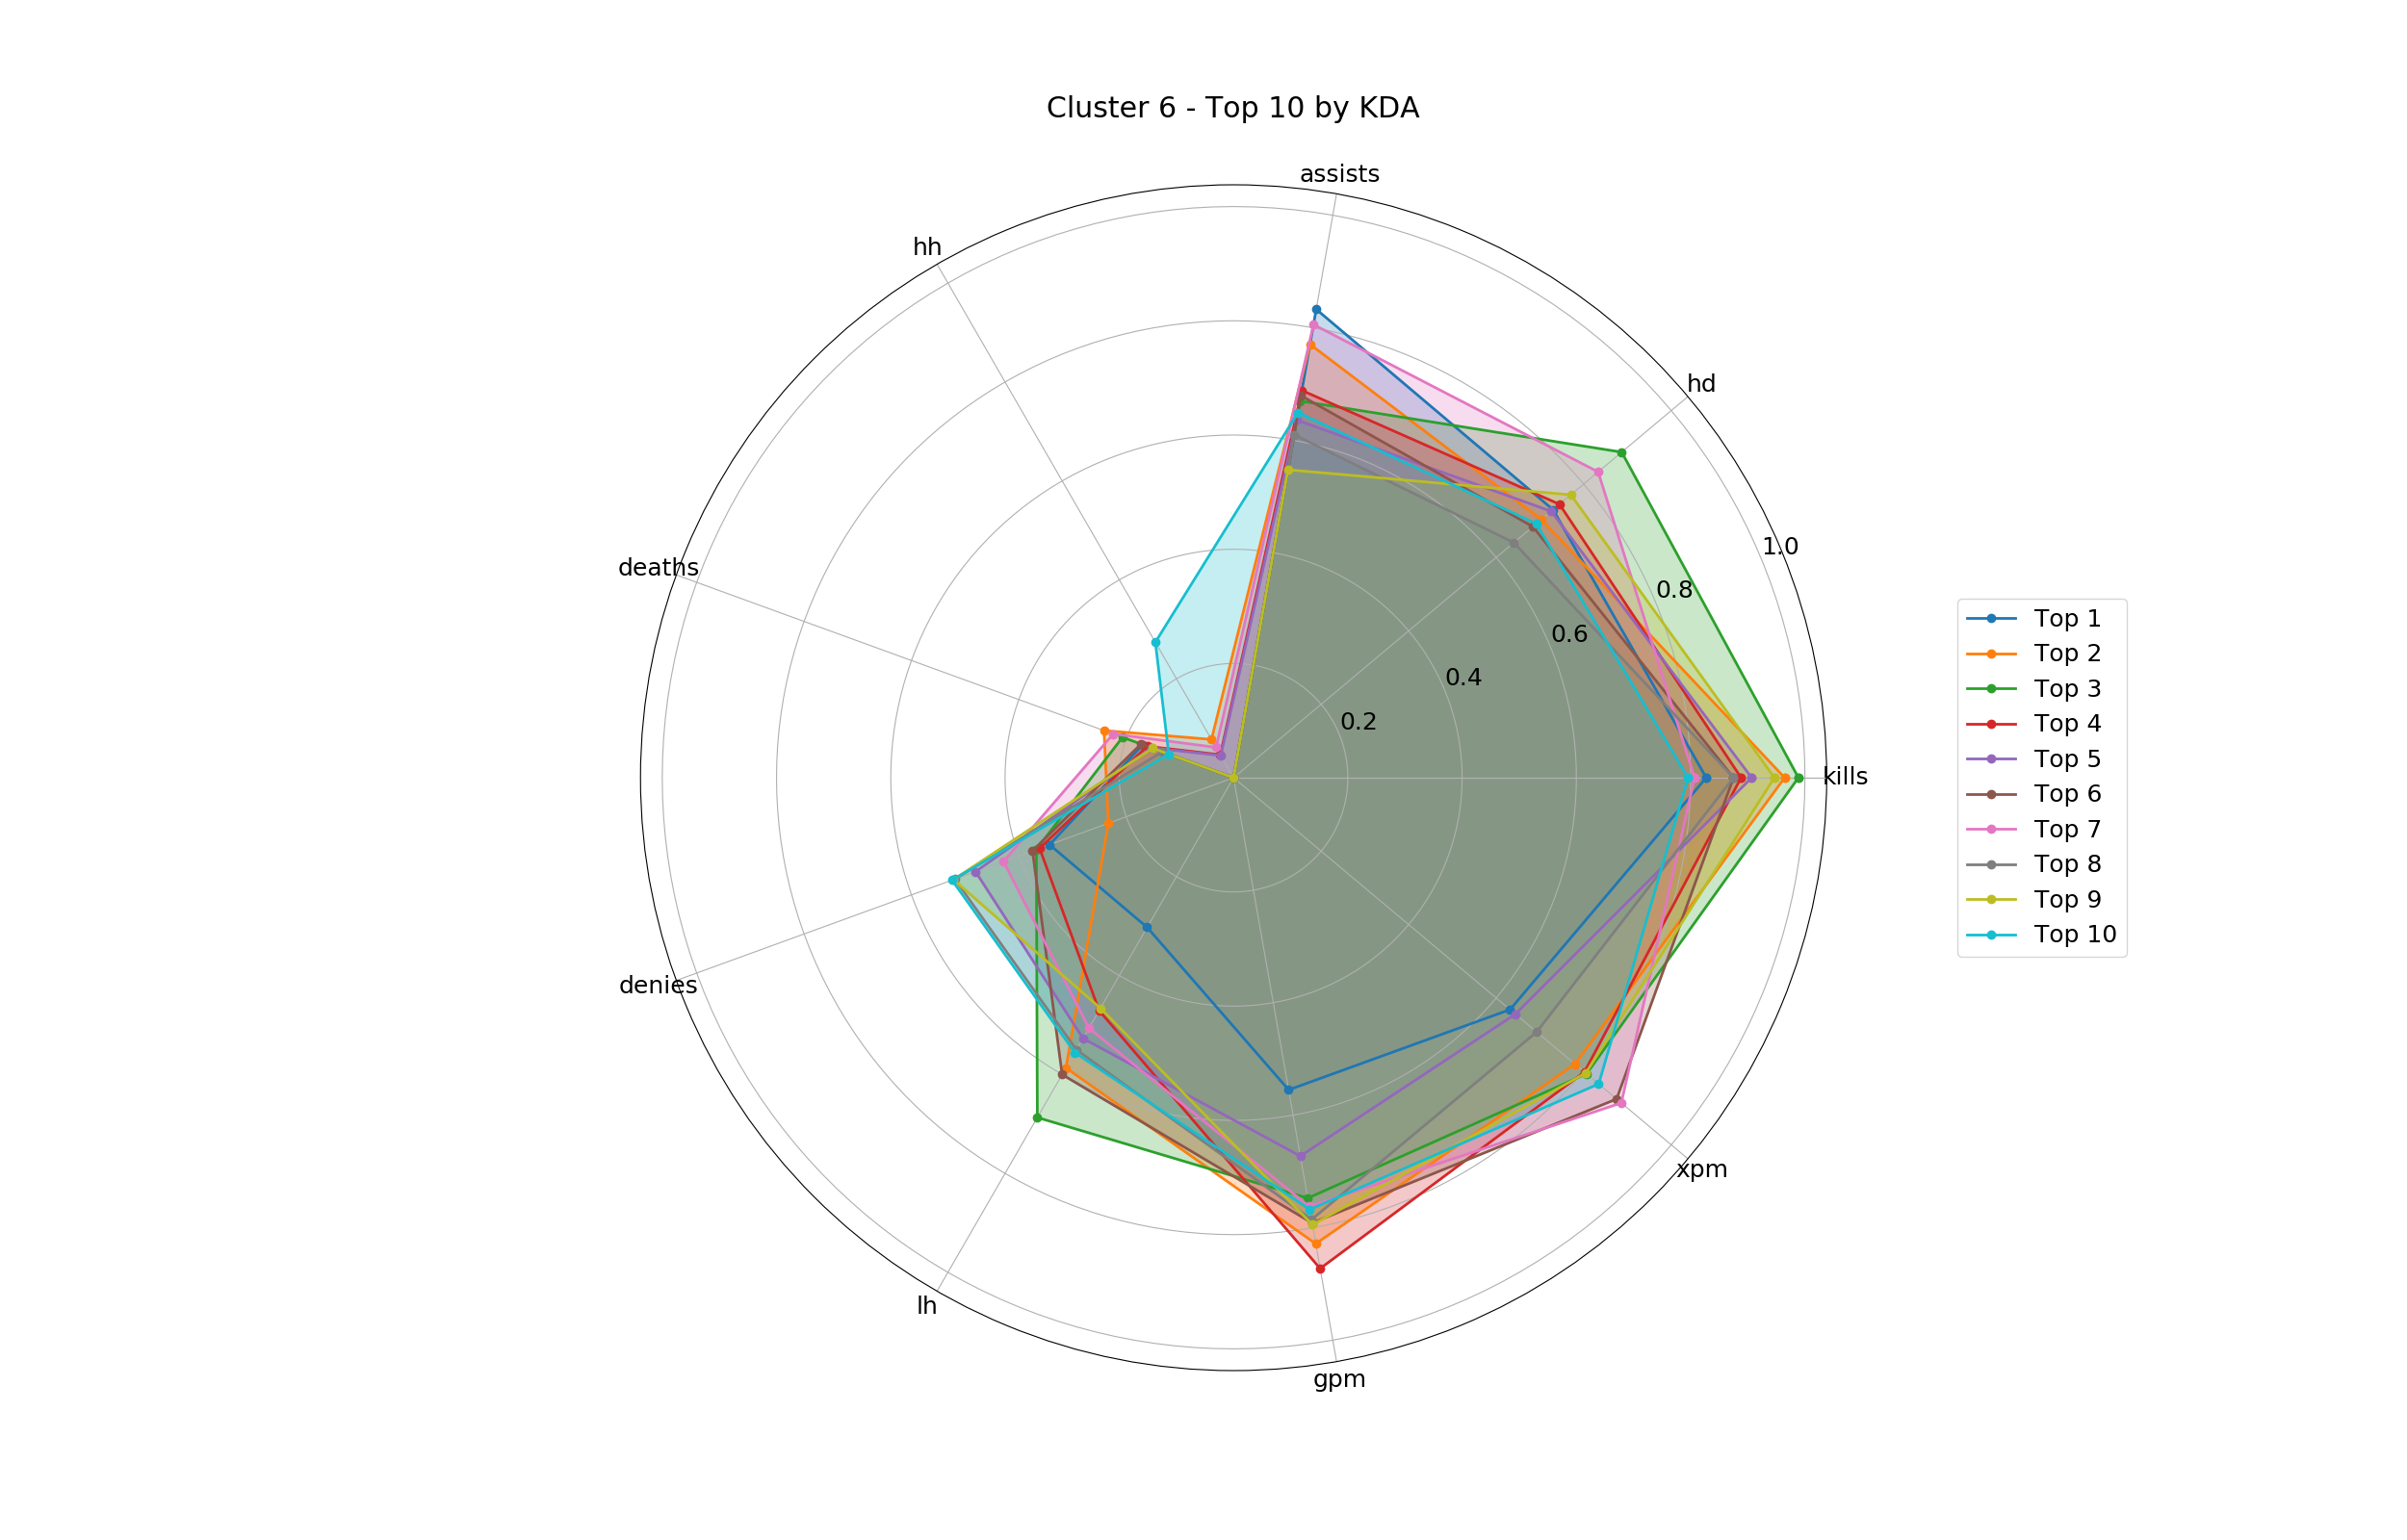 Cluster 6 - Top 10 by KDA
assists
hh
hd
1.0
deaths
0.8
0.6
0.4
0.2
kills
denies
xpm
lh
gpm
Top 1
Top 2
Top 3
Top 4
Top 5
Top 6
Top 7
Top 8
Top 9
Top 10